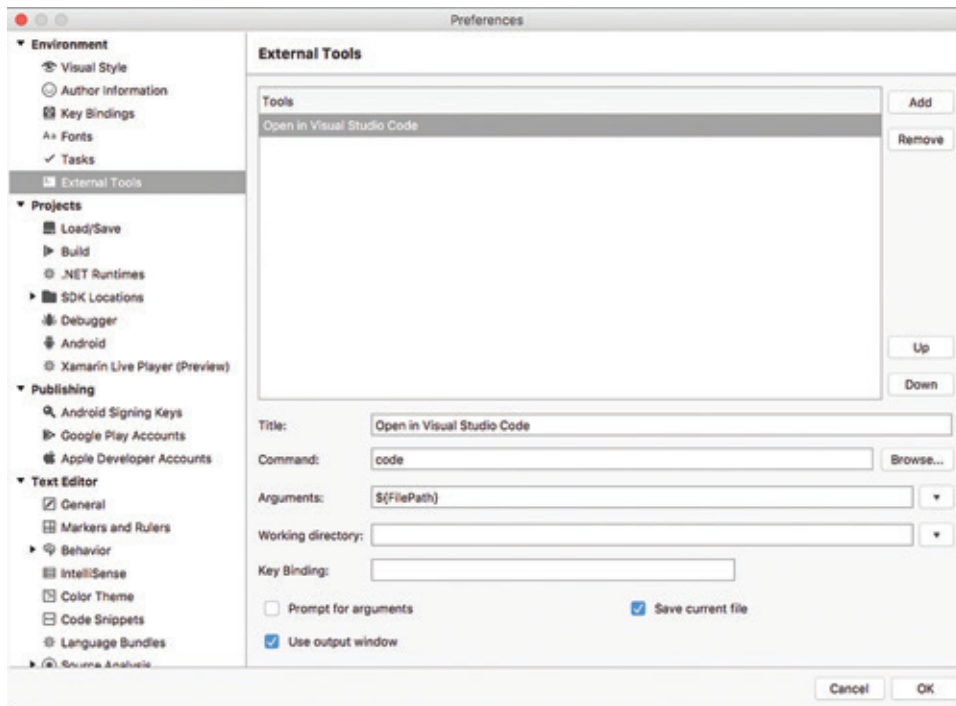 Preferences
Environment
Visual Style
Author Information
Key Bindings
Aa Fonts
Tasks
External Tools
Projects
Load/Save
Build
.NET Runtimes
SDK Locations
Debugger
Android
Xamarin Live Player (Preview)
Publishing
Android Signing Keys
Google Play Accounts
Apple Developer Accounts
Text Editor
General
Markers and Rulers
Behavior
IntelliSense
Color Theme
Code Snippets
Language Bundles
Source Analysis
External Tools
Tools
Open in Visual Studio Code
Add
Remove
Up
Down
Title: Open in Visual Studio Code
Command: code Browse...
Arguments: ${FilePath}
Working directory:
Key Binding:
Prompt for arguments Save current file
Use output window
Cancel OK